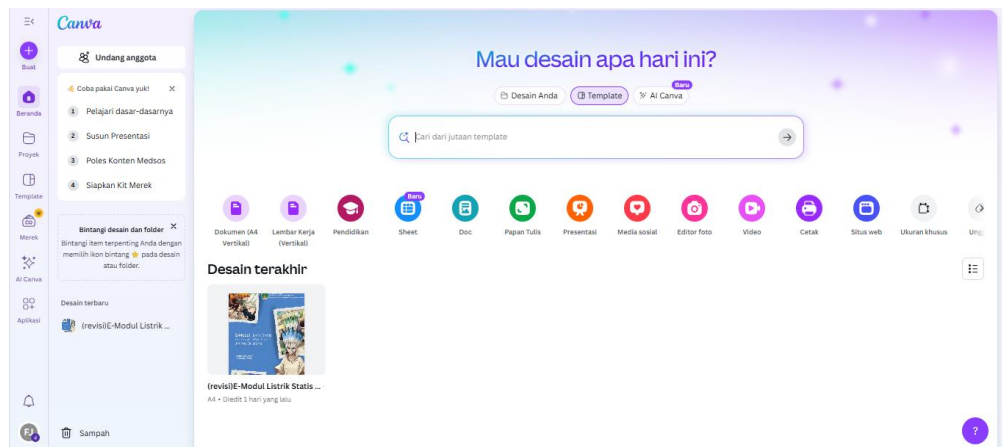 Buat
Beranda
Proyek
Template
Merek
AI Canva
Aplikasi
FJ
Canva
Undang anggota
Coba pakai Canva yuk!
1 Pelajari dasar-dasarnya
2 Susun Presentasi
3 Poles Konten Medsos
4 Siapkan Kit Merek
Bintangi desain dan folder
Bintangi item terpenting Anda dengan
memilih ikon bintang ⭐ pada desain
atau folder.
Desain terbaru
(revisi)E-Modul Listrik ...
Sampah
Mau desain apa hari ini?
Desain Anda
Template
AI Canva
Baru
Cari dari jutaan template
Dokumen (A4
Vertikal)
Lembar Kerja
(Vertikal)
Pendidikan
Baru
Sheet
Doc
Papan Tulis
Presentasi
Media sosial
Editor foto
Video
Cetak
Situs web
Ukuran khusus
Desain terakhir
(revisi)E-Modul Listrik Statis ...
A4 • Diedit 1 hari yang lalu
?